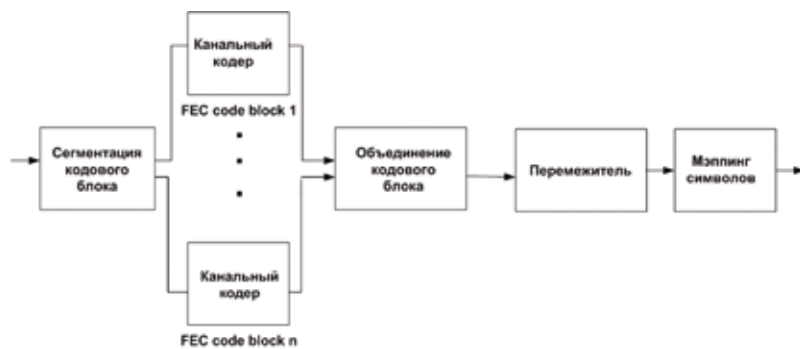 Канальный
кодер
FEC code block 1
Сегментация
кодового
блока
Объединение
кодового
блока
Перемежитель
Мэппинг
символов
Канальный
кодер
FEC code block n